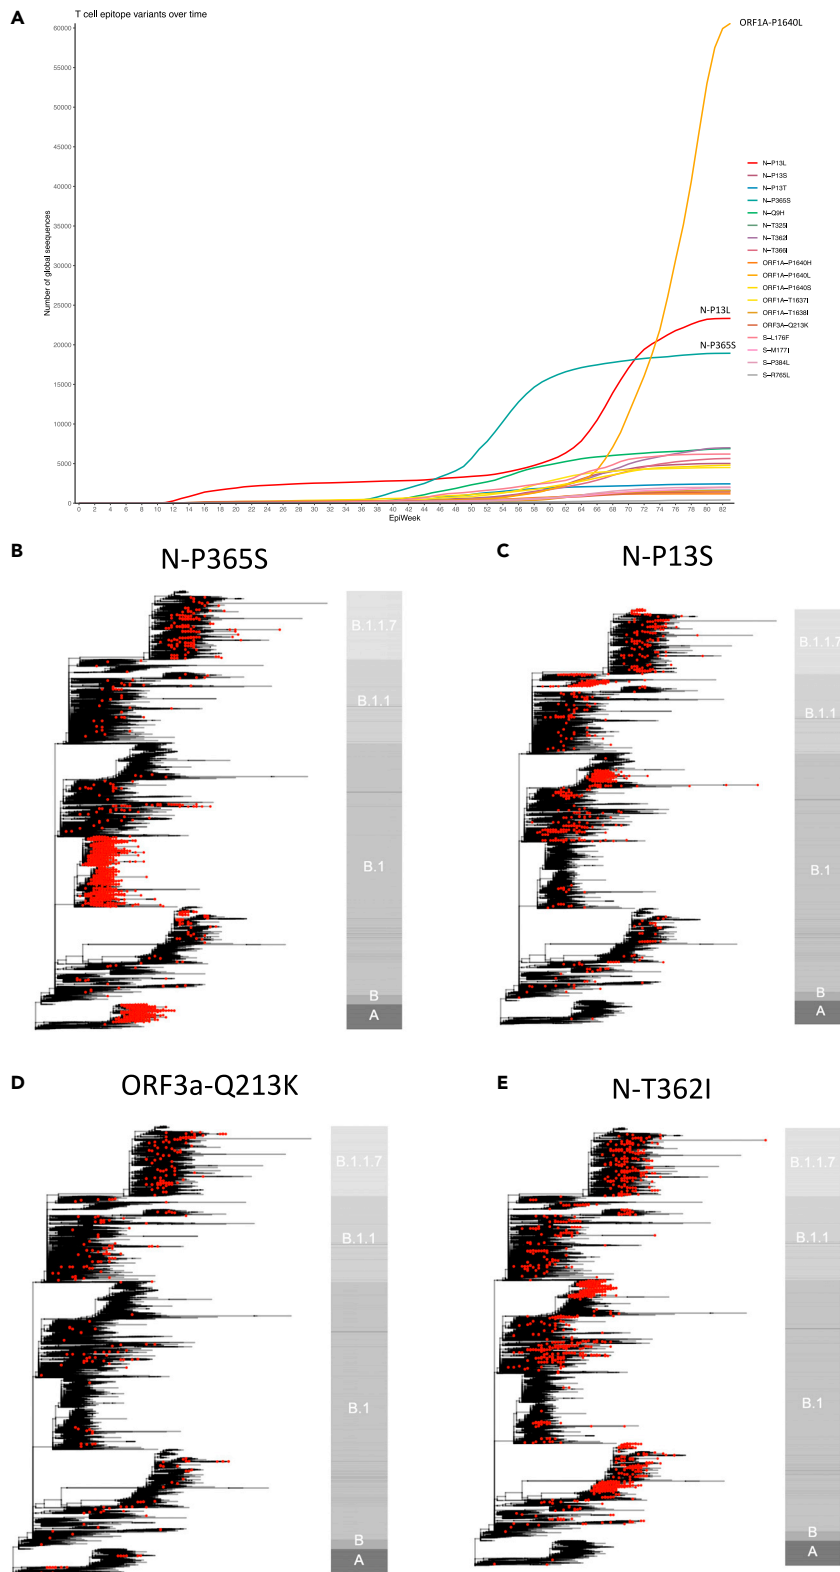 A
T cell epitope variants over time
ORF1A-P1640L
60000
55000
50000
45000
40000
35000
30000
25000
20000
15000
10000
5000
0
Number of global seequences
N-P13L
N-P365S
0 2 4 6 8 10 12 14 16 18 20 22 24 26 28 30 32 34 36 38 40 42 44 46 48 50 52 54 56 58 60 62 64 66 68 70 72 74 76 78 80 82
EpiWeek
N–P13L
N–P13S
N–P13T
N–P365S
N–Q9H
N–T325I
N–T362I
N–T366I
ORF1A–P1640H
ORF1A–P1640L
ORF1A–P1640S
ORF1A–T1637I
ORF1A–T1638I
ORF3A–Q213K
S–L176F
S–M177I
S–P384L
S–R765L
B
N-P365S
B.1.1.7
B.1.1
B.1
B
A
C
N-P13S
B.1.1.7
B.1.1
B.1
B
A
D
ORF3a-Q213K
B.1.1.7
B.1.1
B.1
B
A
E
N-T362I
B.1.1.7
B.1.1
B.1
B
A